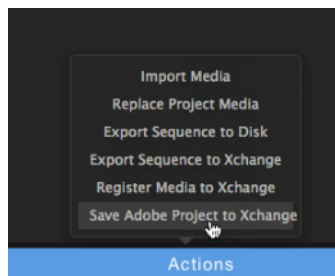 Import Media
Replace Project Media
Export Sequence to Disk
Export Sequence to Xchange
Register Media to Xchange
Save Adobe Project to Xchange
Actions